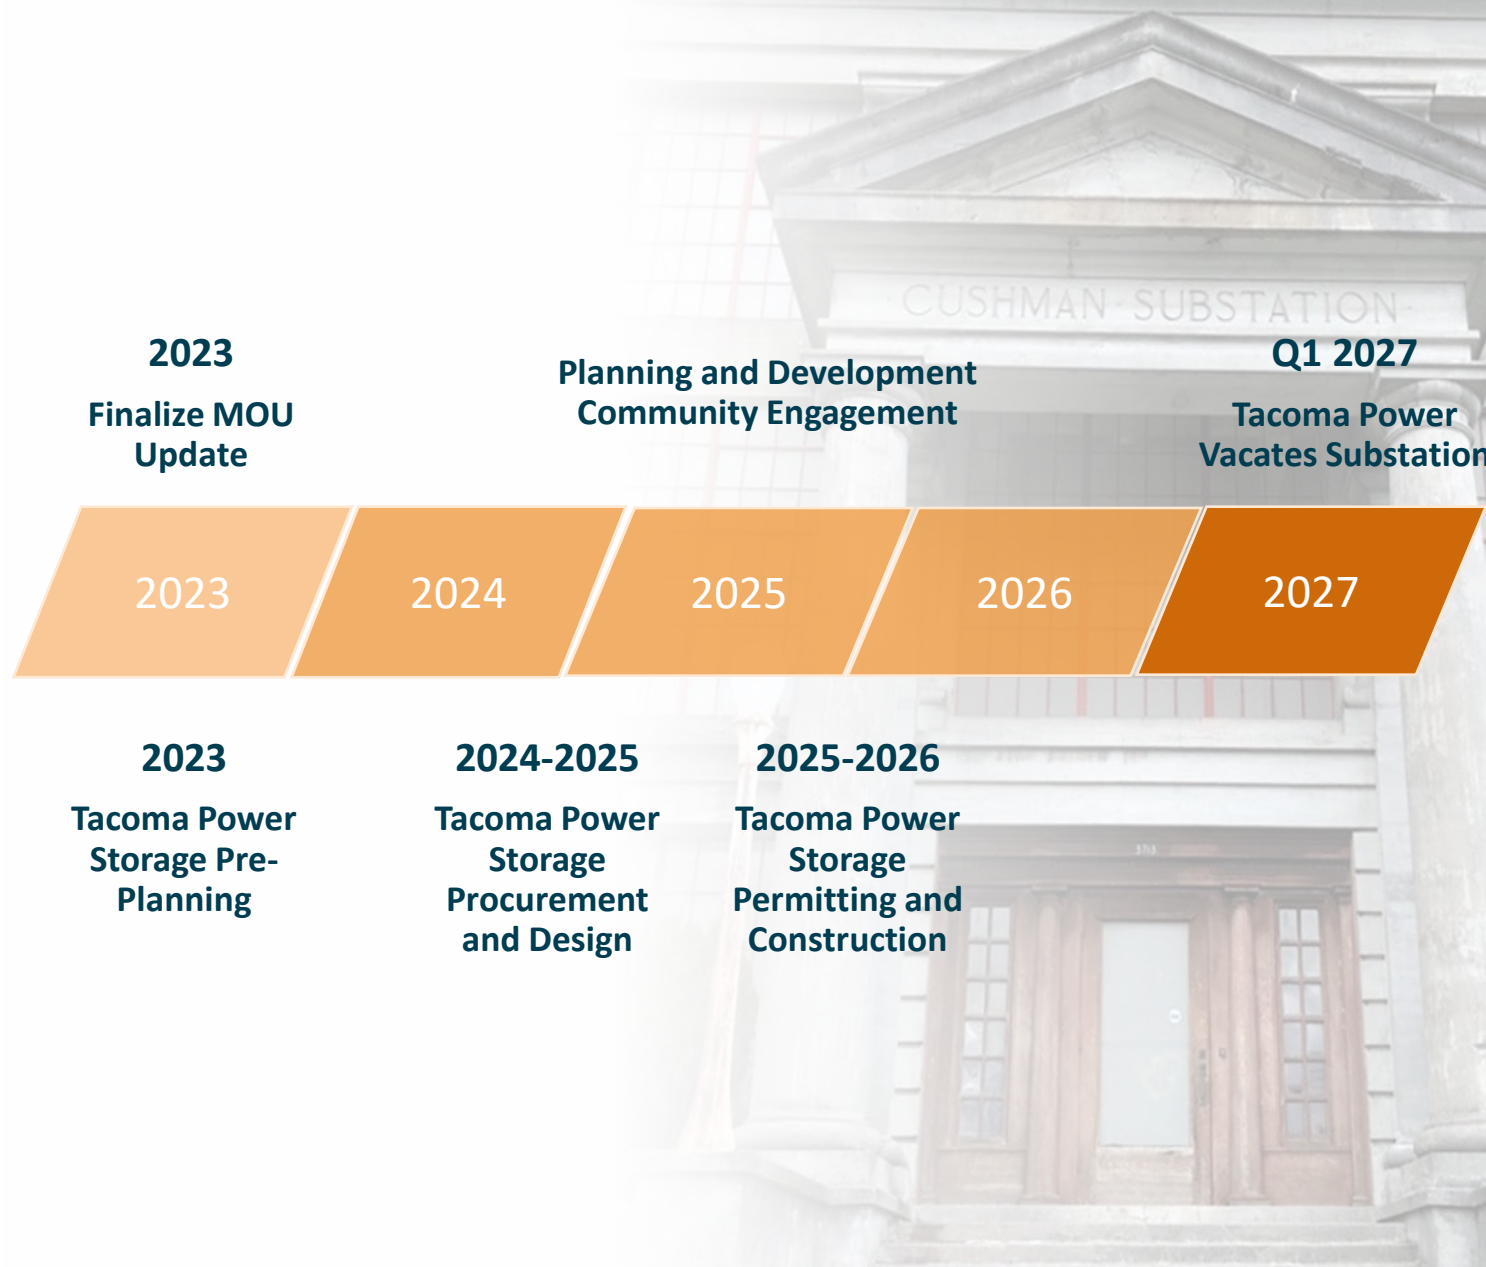 CUSHMAN SUBSTATION
2023
Finalize MOU
Update
Planning and Development
Community Engagement
Q1 2027
Tacoma Power
Vacates Substation
2023
2024
2025
2026
2027
2023
Tacoma Power
Storage Pre-
Planning
2024-2025
Tacoma Power
Storage
Procurement
and Design
2025-2026
Tacoma Power
Storage
Permitting and
Construction
3713